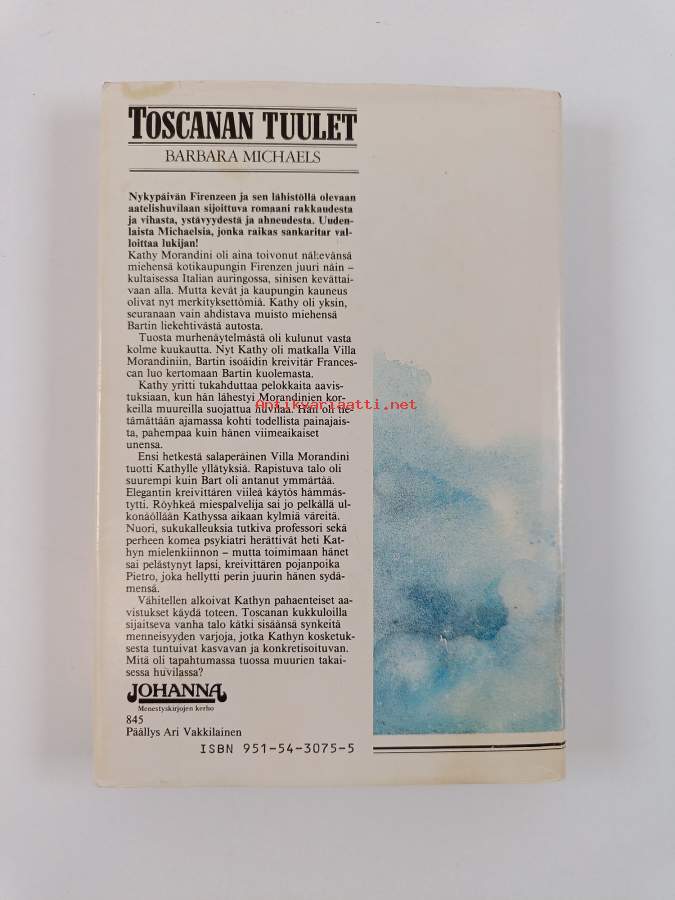 TOSCANAN TUULET
BARBARA MICHAELS
Nykypäivän Firenzeen ja sen lähistöllä olevaan
aatelishuvilaan sijoittuva romaani rakkaudesta
ja vihasta, ystävyydestä ja ahneudesta. Uuden-
laista Michaelsia, jonka raikas sankaritar val-
loittaa lukijan!
Kathy Morandini oli aina toivonut näkevänsä
miehensä kotikaupungin Firenzen juuri näin –
kultaisessa Italian auringossa, sinisen kevättai-
vaan alla. Mutta kevät ja kaupungin kauneus
olivat nyt merkityksettömiä. Kathy oli yksin,
seuranaan vain ahdistava muisto miehensä
Bartin liekehtivästä autosta.
Tuosta murhenäytelmästä oli kulunut vasta
kolme kuukautta. Nyt Kathy oli matkalla Villa
Morandiniin, Bartin isoäidin kreivitär Frances-
can luo kertomaan Bartin kuolemasta.
Kathy yritti tukahduttaa pelokkaita aavis-
tuksiaan, kun hän lähestyi Morandinien kor-
keilla muureilla suojattua huvilaa. Hän oli tie-
tämättään ajamassa kohti todellista painajais-
ta, pahempaa kuin hänen viimeaikaiset
unensa.
Ensi hetkestä salaperäinen Villa Morandini
tuotti Kathylle yllätyksiä. Rapistuva talo oli
suurempi kuin Bart oli antanut ymmärtää.
Elegantin kreivittären viileä käytös hämmäs-
tytti. Röyhkeä miespalvelija sai jo pelkällä ul-
konäöllään Kathyssa aikaan kylmiä väreitä.
Nuori, sukukalleuksia tutkiva professori sekä
perheen komea psykiatri herättivät heti Kat-
hyn mielenkiinnon – mutta toimimaan hänet
sai pelästynyt lapsi, kreivittären pojanpoika
Pietro, joka hellytti perin juurin hänen sydä-
mensä.
Vähitellen alkoivat Kathyn pahaenteiset aa-
vistukset käydä toteen. Toscanan kukkuloilla
sijaitseva vanha talo kätki sisäänsä synkeitä
menneisyyden varjoja, jotka Kathyn kosketuk-
sesta tuntuivat kasvavan ja konkretisoituvan.
Mitä oli tapahtumassa tuossa muurien takai-
sessa huvilassa?
JOHANNA
Menestyskirjojen kerho
845
Päällys Ari Vakkilainen
ISBN 951-54-3075-5
Antikvariaatti.net